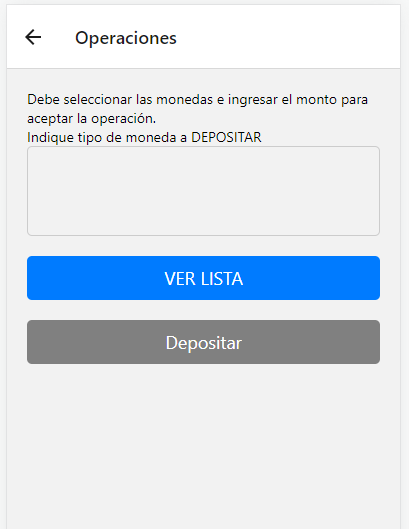 Operaciones
Debe seleccionar las monedas e ingresar el monto para
aceptar la operación.
Indique tipo de moneda a DEPOSITAR
VER LISTA
Depositar